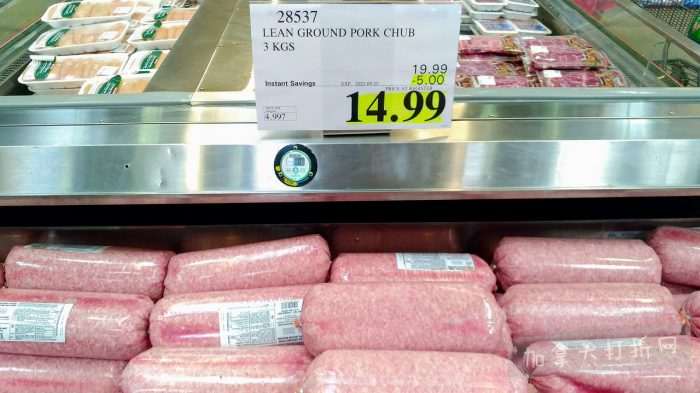 28537
LEAN GROUND PORK CHUB
3 KGS
19.99
Instant Savings
-5.00
14.99
4.997
加拿大打折网